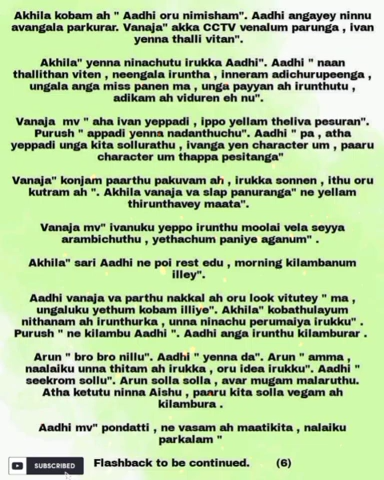 Akhila kobam ah " Aadhi oru nimisham". Aadhi angayey ninnu
avangala parkurar. Vanaja" akka CCTV venalum parunga , ivan
yenna thalli vitan".
Akhila" yenna ninachutu irukka Aadhi". Aadhi " naan
thallithan viten , neengala iruntha , inneram adichurupeenga ,
ungala anga miss panen ma , unga payyan ah irunthutu ,
adikam ah viduren eh nu".
Vanaja mv " aha ivan yeppadi , ippo yellam theliva pesuran".
Purush " appadi yenna nadanthuchu". Aadhi " pa , atha
yeppadi unga kita sollurathu , ivanga yen character um , paaru
character um thappa pesitanga"
Vanaja" konjam paarthu pakuvam ah , irukka sonnen , ithu oru
kutram ah ". Akhila vanaja va slap panuranga" ne yellam
thirunthavey maata".
Vanaja mv" ivanuku yeppo irunthu moolai vela seyya
arambichuthu , yethachum paniye aganum" .
Akhila" sari Aadhi ne poi rest edu , morning kilambanum
illey".
Aadhi vanaja va parthu nakkal ah oru look vitutey " ma ,
ungaluku yethum kobam illiye". Akhila" kobathulayum
nithanam ah irunthurka , unna ninachu perumaiya irukku" .
Purush " ne kilambu Aadhi ". Aadhi anga irunthu kilamburar .
Arun " bro bro nillu". Aadhi " yenna da". Arun " amma ,
naalaiku unna thitam ah irukka , oru idea irukku". Aadhi "
seekrom sollu". Arun solla solla , avar mugam malaruthu.
Atha ketutu ninna Aishu , paaru kita solla vegam ah
kilambura .
Aadhi mv" pondatti , ne vasam ah maatikita , nalaiku
parkalam "
SUBSCRIBED
Flashback to be continued. (6)